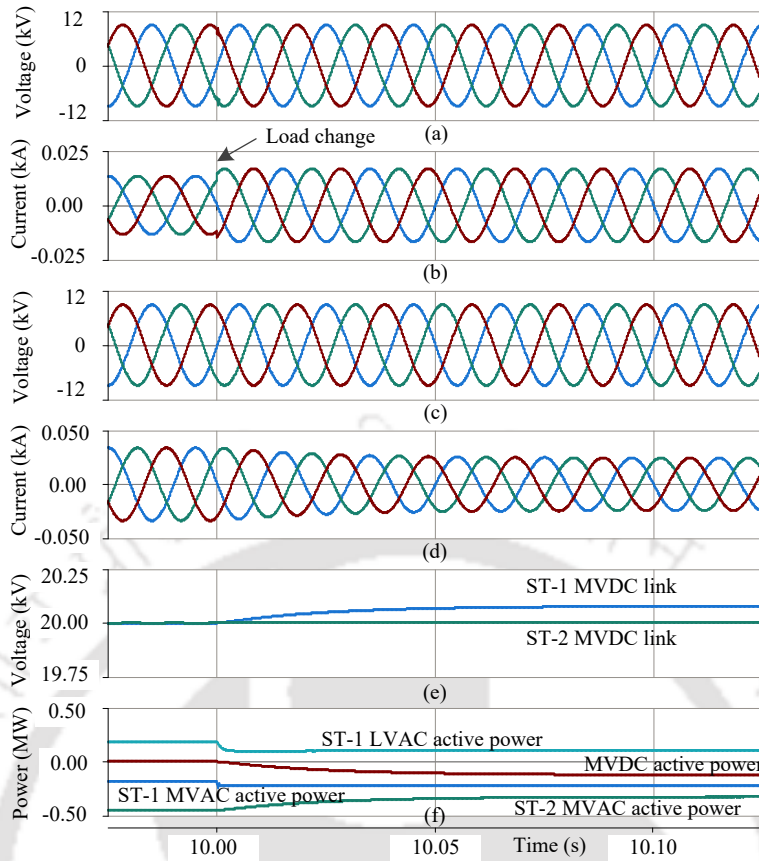 12
0
-12
Voltage (kV)
(a)
Load change
0.025
0.00
-0.025
Current (kA)
(b)
12
0
-12
Voltage (kV)
(c)
0.050
0.00
-0.050
Current (kA)
(d)
20.25
20.00
19.75
Voltage (kV)
ST-1 MVDC link
ST-2 MVDC link
(e)
0.50
0.00
-0.50
Power (MW)
ST-1 LVAC active power
MVDC active power
ST-1 MVAC active power
ST-2 MVAC active power
(f)
10.00
10.05
10.10
Time (s)